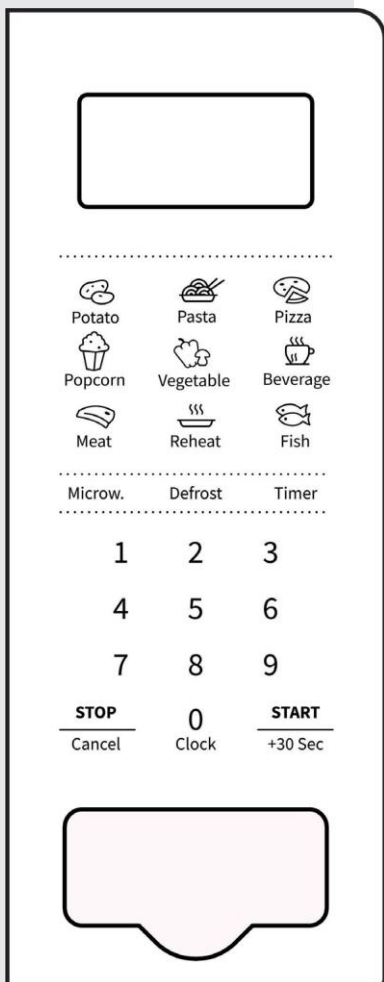 Potato Pasta Pizza
Popcorn Vegetable Beverage
Meat Reheat Fish
Microw. Defrost Timer
1 2 3
4 5 6
7 8 9
STOP 0 START
Cancel Clock +30 Sec